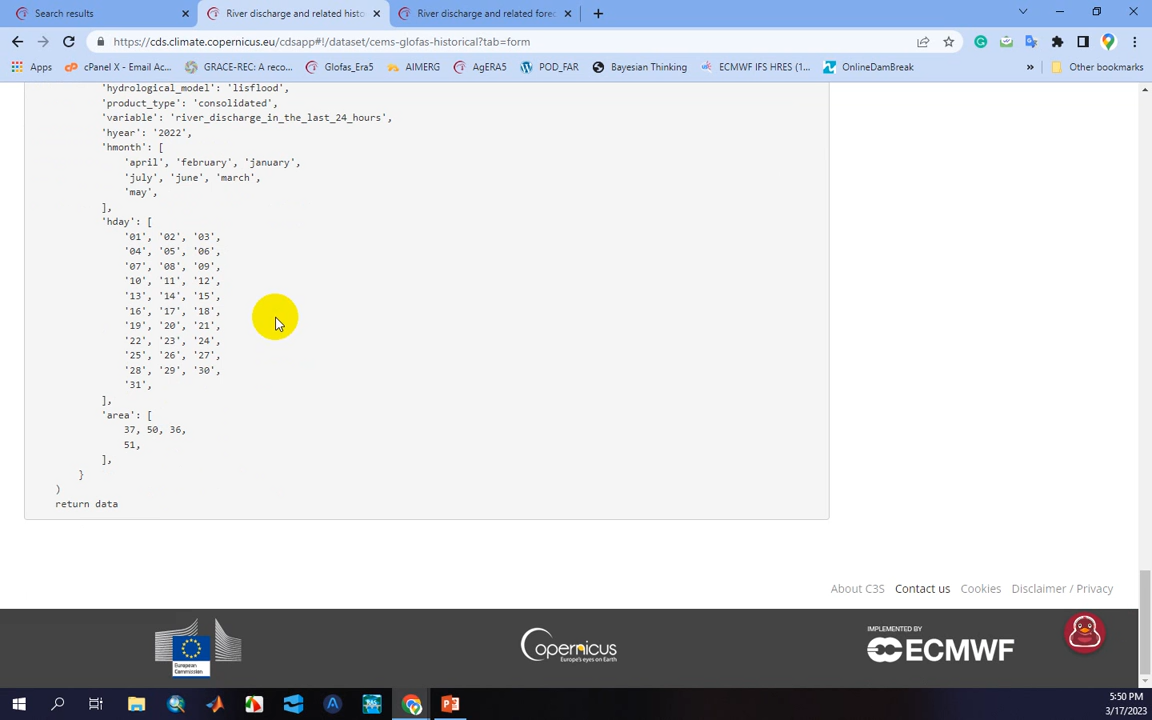 Search results
River discharge and related histo
River discharge and related forec
https://cds.climate.copernicus.eu/cdsapp#!/dataset/cems-glofas-historical?tab=form
Apps
cPanel X - Email Ac...
GRACE-REC: A reco...
Glofas_Era5
AIMERG
AgERA5
POD_FAR
Bayesian Thinking
ECMWF IFS HRES (1...
OnlineDamBreak
»
Other bookmarks
'hydrological_model': 'lisflood',
'product_type': 'consolidated',
'variable': 'river_discharge_in_the_last_24_hours',
'hyear': '2022',
'hmonth': [
'april', 'february', 'january',
'july', 'june', 'march',
'may',
],
'hday': [
'01', '02', '03',
'04', '05', '06',
'07', '08', '09',
'10', '11', '12',
'13', '14', '15',
'16', '17', '18',
'19', '20', '21',
'22', '23', '24',
'25', '26', '27',
'28', '29', '30',
'31',
],
'area': [
37, 50, 36,
51,
],
}
)
return data
About C3S Contact us Cookies Disclaimer / Privacy
European
Commission
opernicus
Europe's eyes on Earth
IMPLEMENTED BY
ECMWF
5:50 PM
3/17/2023